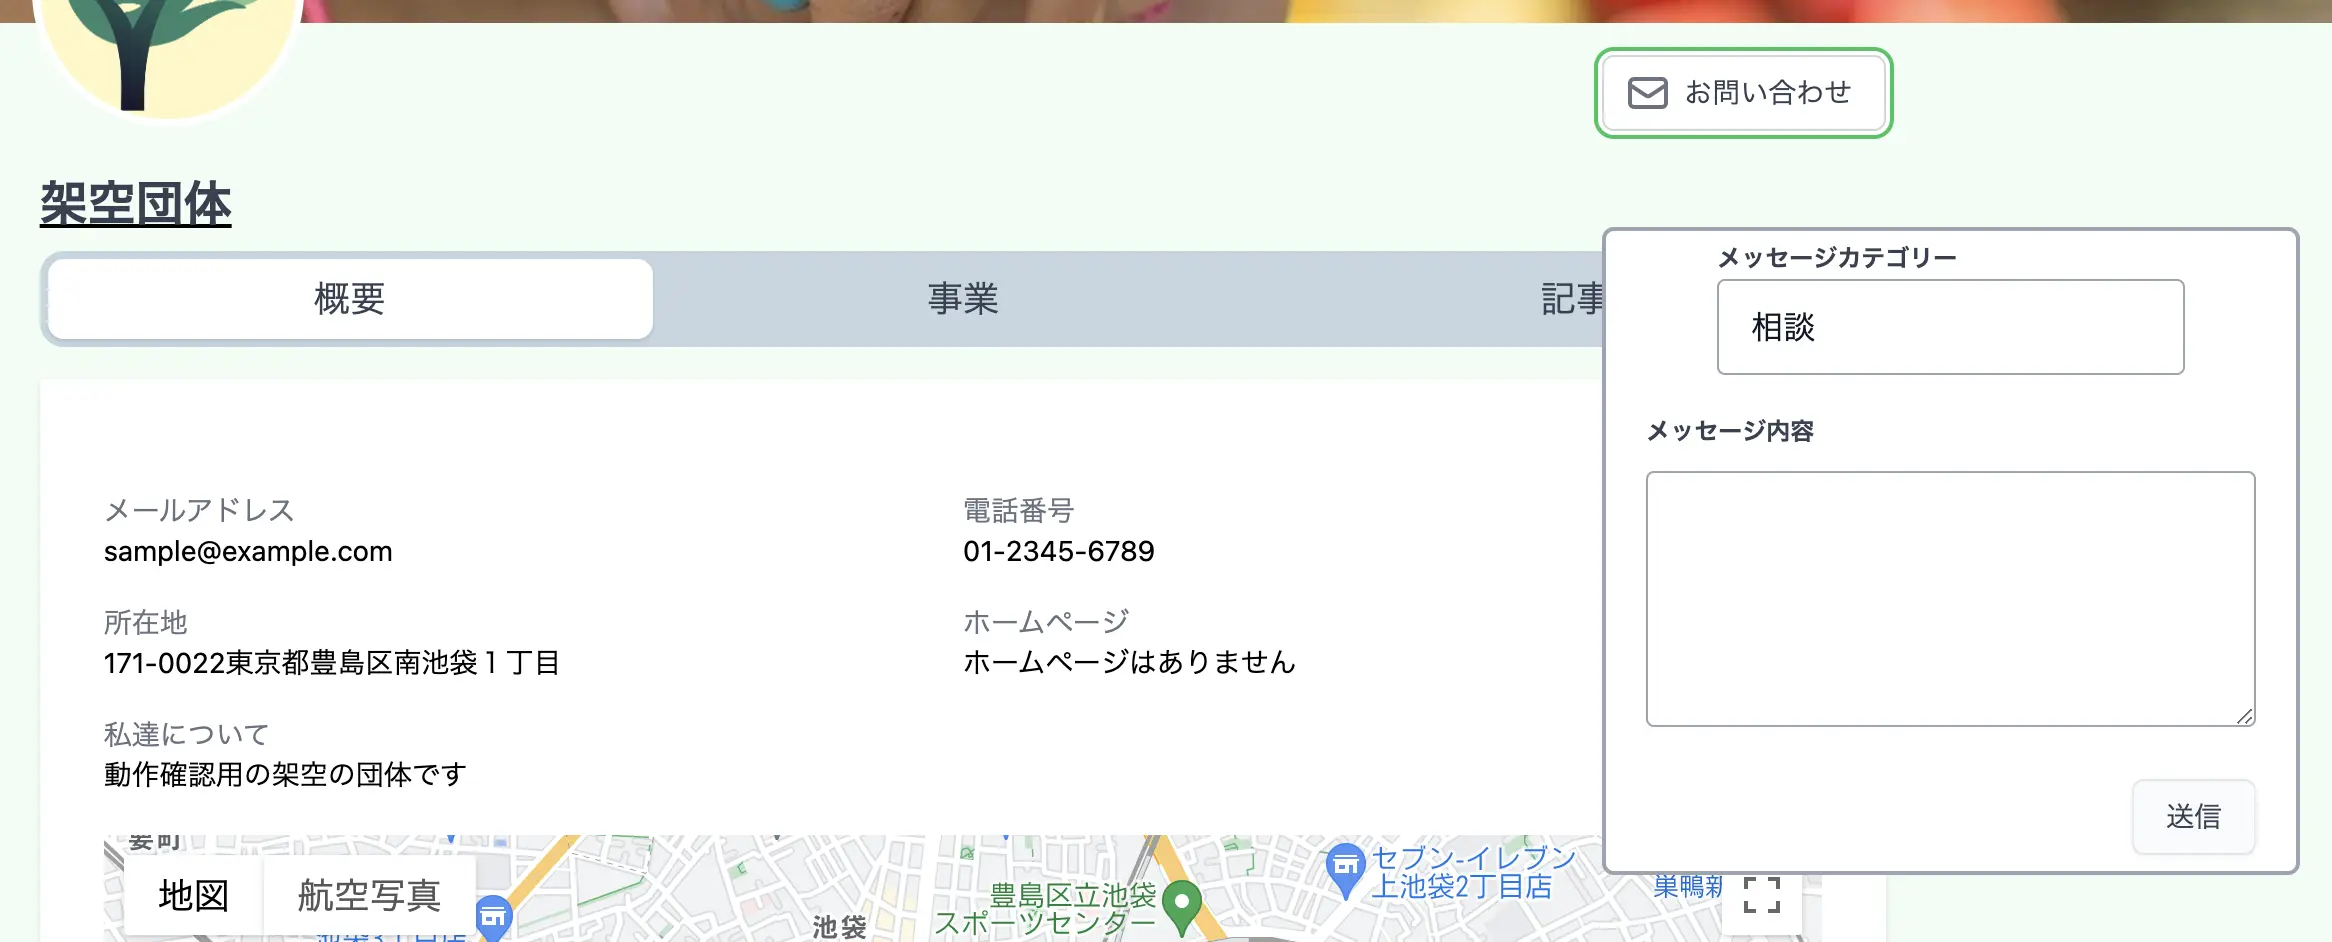 お問い合わせ
架空団体
概要
事業
記事
メッセージカテゴリー
相談
メッセージ内容
送信
メールアドレス
sample@example.com
電話番号
01-2345-6789
所在地
171-0022東京都豊島区南池袋１丁目
ホームページ
ホームページはありません
私達について
動作確認用の架空の団体です
要町
地図
航空写真
池袋
豊島区立池袋
スポーツセンター
セブン-イレブン
上池袋2丁目店
巣鴨新